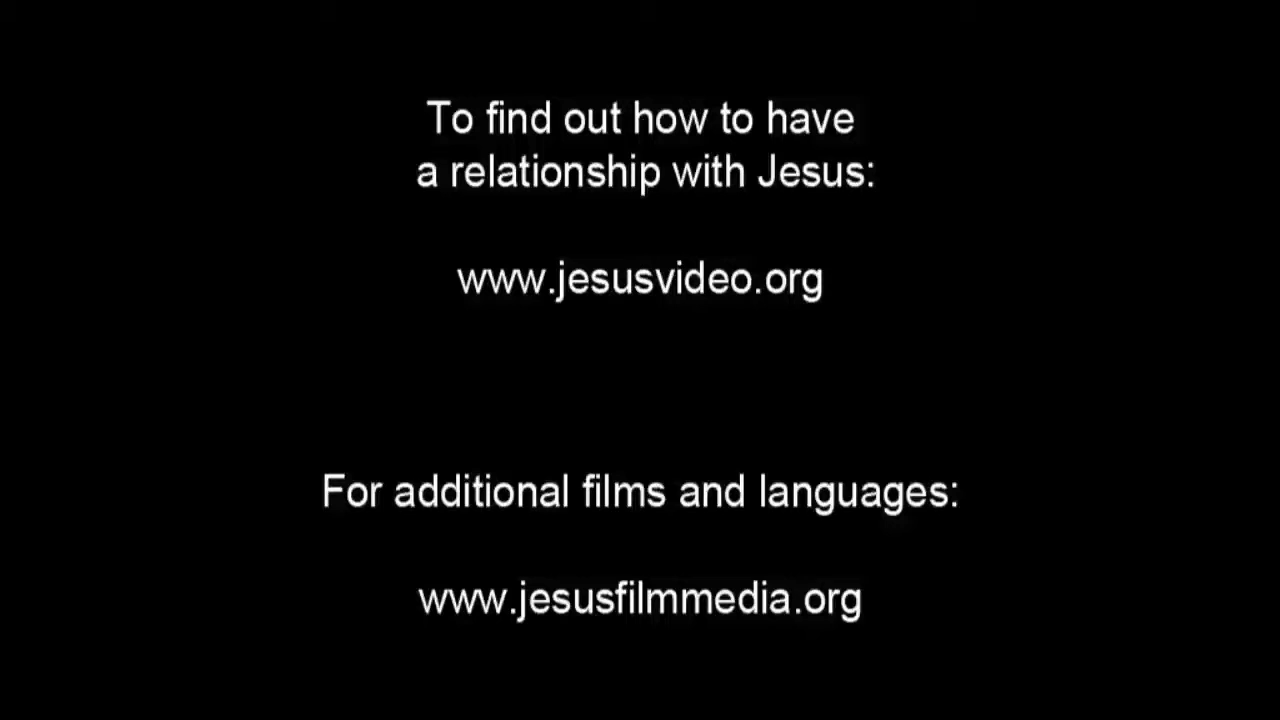 To find out how to have
a relationship with Jesus:
www.jesusvideo.org
For additional films and languages:
www.jesusfilmmedia.org